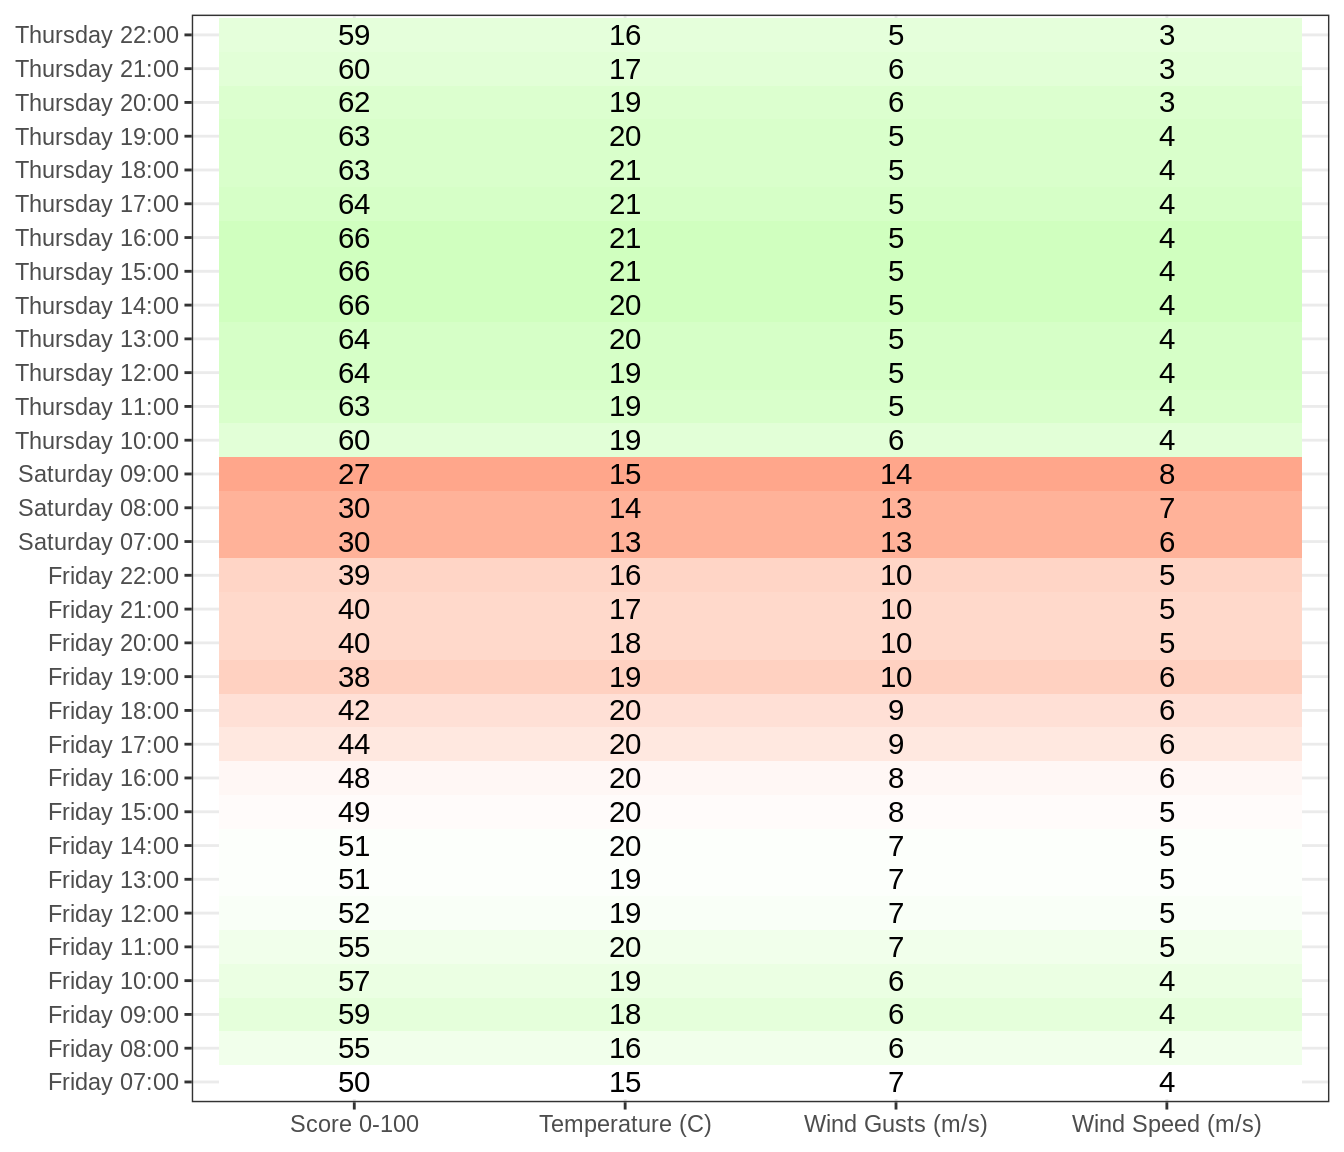 Thursday 22:00 59 16 5 3
Thursday 21:00 60 17 6 3
Thursday 20:00 62 19 6 3
Thursday 19:00 63 20 5 4
Thursday 18:00 63 21 5 4
Thursday 17:00 64 21 5 4
Thursday 16:00 66 21 5 4
Thursday 15:00 66 21 5 4
Thursday 14:00 66 20 5 4
Thursday 13:00 64 20 5 4
Thursday 12:00 64 19 5 4
Thursday 11:00 63 19 5 4
Thursday 10:00 60 19 6 4
Saturday 09:00 27 15 14 8
Saturday 08:00 30 14 13 7
Saturday 07:00 30 13 13 6
Friday 22:00 39 16 10 5
Friday 21:00 40 17 10 5
Friday 20:00 40 18 10 5
Friday 19:00 38 19 10 6
Friday 18:00 42 20 9 6
Friday 17:00 44 20 9 6
Friday 16:00 48 20 8 6
Friday 15:00 49 20 8 5
Friday 14:00 51 20 7 5
Friday 13:00 51 19 7 5
Friday 12:00 52 19 7 5
Friday 11:00 55 20 7 5
Friday 10:00 57 19 6 4
Friday 09:00 59 18 6 4
Friday 08:00 55 16 6 4
Friday 07:00 50 15 7 4
Score 0-100 Temperature (C) Wind Gusts (m/s) Wind Speed (m/s)